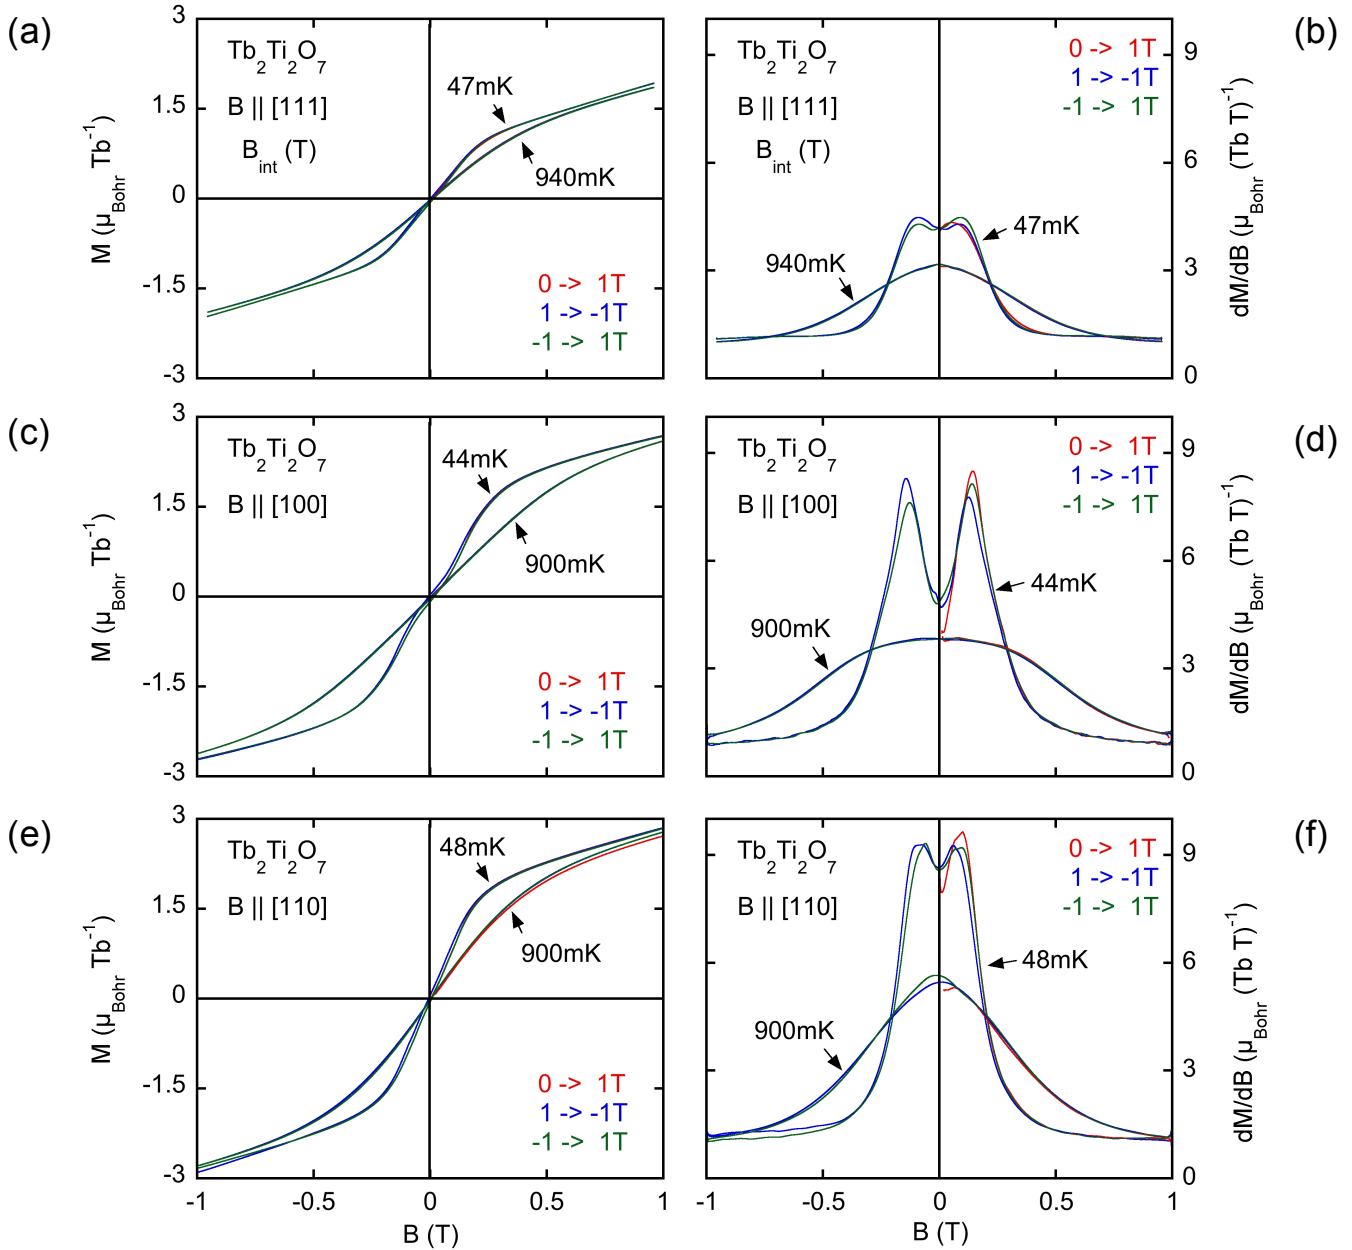 (a)
3
1.5
0
-1.5
-3
M (μBohr Tb-1)
Tb2Ti2O7
B || [111]
Bint (T)
47mK
940mK
0 -> 1T
1 -> -1T
-1 -> 1T
(b)
Tb2Ti2O7
B || [111]
Bint (T)
0 -> 1T
1 -> -1T
-1 -> 1T
47mK
940mK
9
6
3
0
dM/dB (μBohr (Tb T)-1)
(c)
3
1.5
0
-1.5
-3
M (μBohr Tb-1)
Tb2Ti2O7
B || [100]
44mK
900mK
0 -> 1T
1 -> -1T
-1 -> 1T
(d)
Tb2Ti2O7
B || [100]
0 -> 1T
1 -> -1T
-1 -> 1T
44mK
900mK
9
6
3
0
dM/dB (μBohr (Tb T)-1)
(e)
3
1.5
0
-1.5
-3
M (μBohr Tb-1)
Tb2Ti2O7
B || [110]
48mK
900mK
0 -> 1T
1 -> -1T
-1 -> 1T
-1 -0.5 0 0.5 1
B (T)
(f)
Tb2Ti2O7
B || [110]
0 -> 1T
1 -> -1T
-1 -> 1T
48mK
900mK
9
6
3
0
dM/dB (μBohr (Tb T)-1)
-1 -0.5 0 0.5 1
B (T)